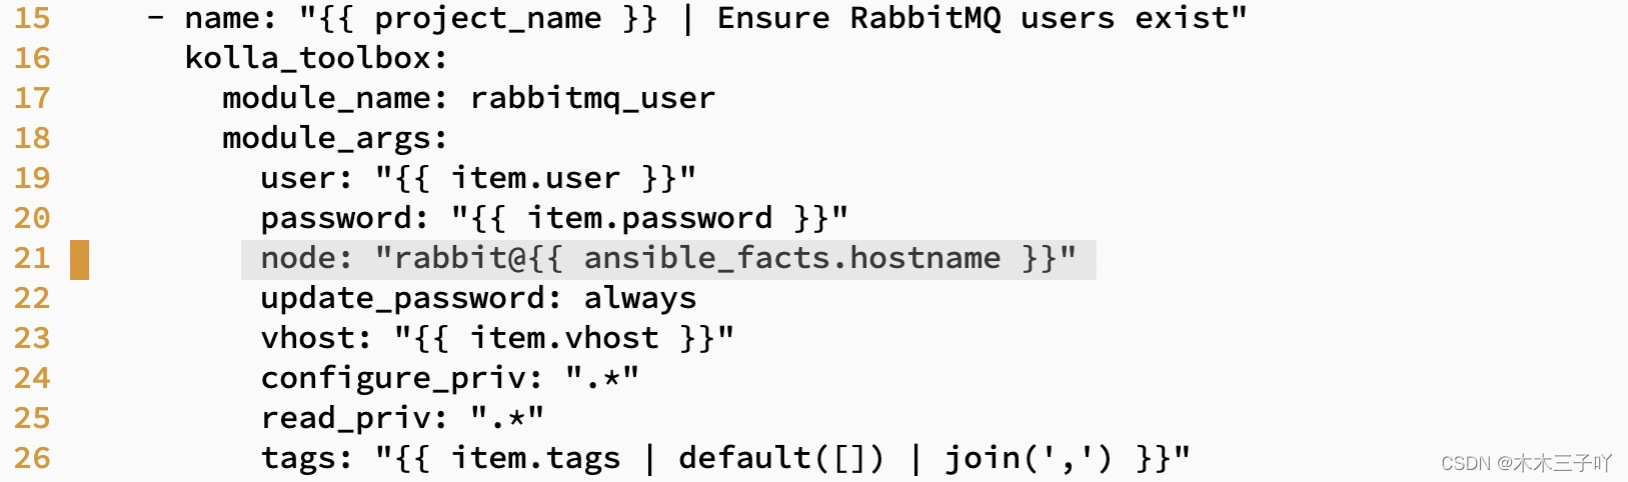 15 - name: "{{ project_name }} | Ensure RabbitMQ users exist"
16 kolla_toolbox:
17 module_name: rabbitmq_user
18 module_args:
19 user: "{{ item.user }}"
20 password: "{{ item.password }}"
21 node: "rabbit@{{ ansible_facts.hostname }}"
22 update_password: always
23 vhost: "{{ item.vhost }}"
24 configure_priv: ".*"
25 read_priv: ".*"
26 tags: "{{ item.tags | default([]) | join(',') }}"
CSDN @木木三子吖